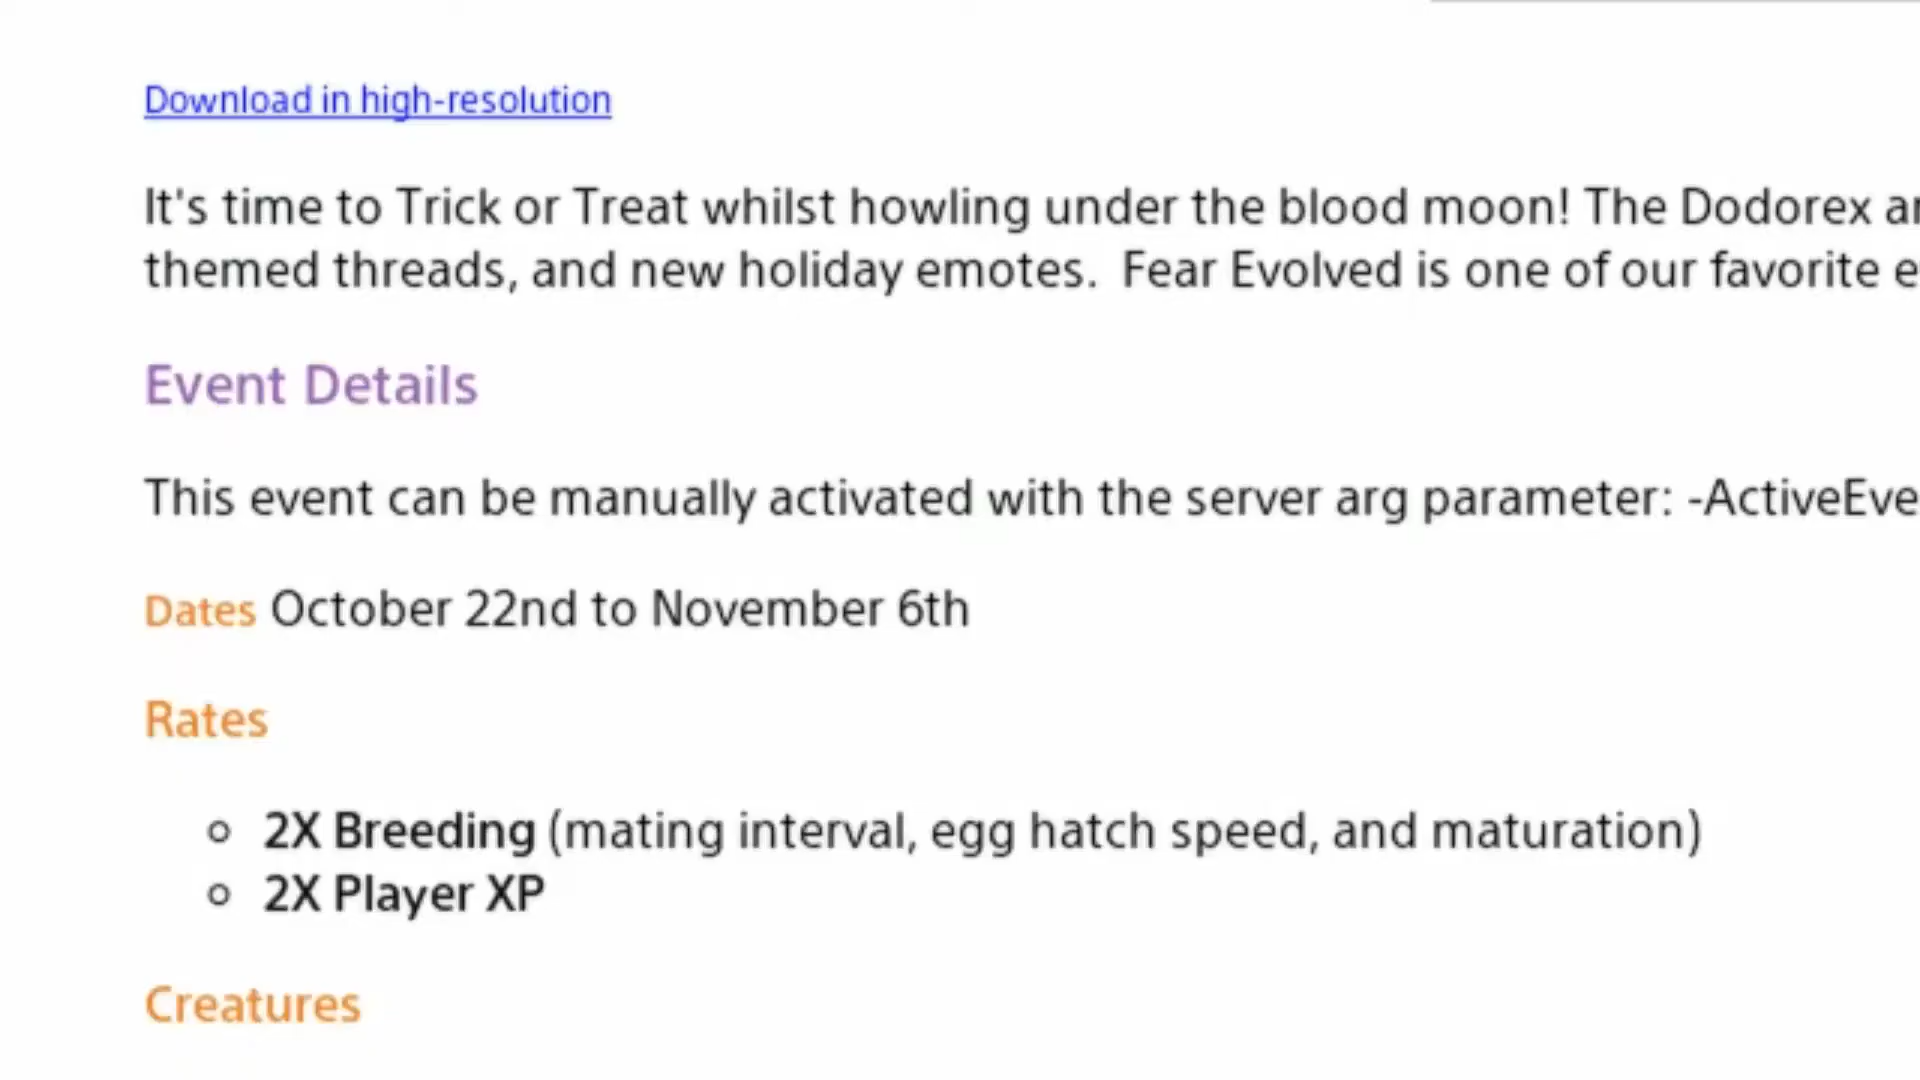 Download in high-resolution
It's time to Trick or Treat whilst howling under the blood moon! The Dodorex
themed threads, and new holiday emotes.  Fear Evolved is one of our favorite
Event Details
This event can be manually activated with the server arg parameter: -ActiveEve
Dates October 22nd to November 6th
Rates
2X Breeding (mating interval, egg hatch speed, and maturation)
2X Player XP
Creatures